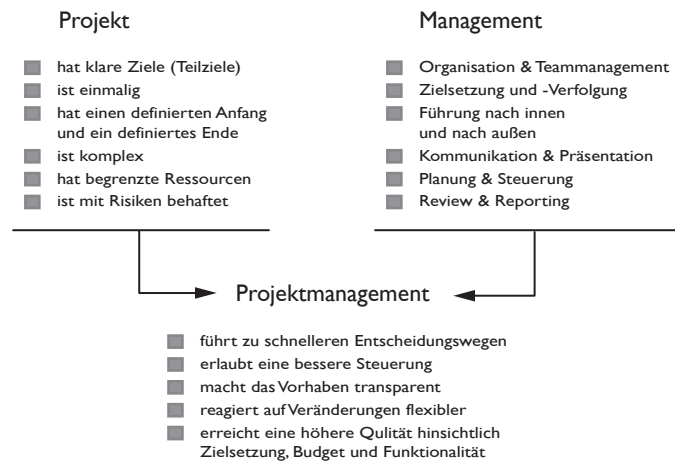 Projekt
hat klare Ziele (Teilziele)
ist einmalig
hat einen definierten Anfang
und ein definiertes Ende
ist komplex
hat begrenzte Ressourcen
ist mit Risiken behaftet
Management
Organisation & Teammanagement
Zielsetzung und -Verfolgung
Führung nach innen
und nach außen
Kommunikation & Präsentation
Planung & Steuerung
Review & Reporting
Projektmanagement
führt zu schnelleren Entscheidungswegen
erlaubt eine bessere Steuerung
macht das Vorhaben transparent
reagiert auf Veränderungen flexibler
erreicht eine höhere Qulität hinsichtlich
Zielsetzung, Budget und Funktionalität